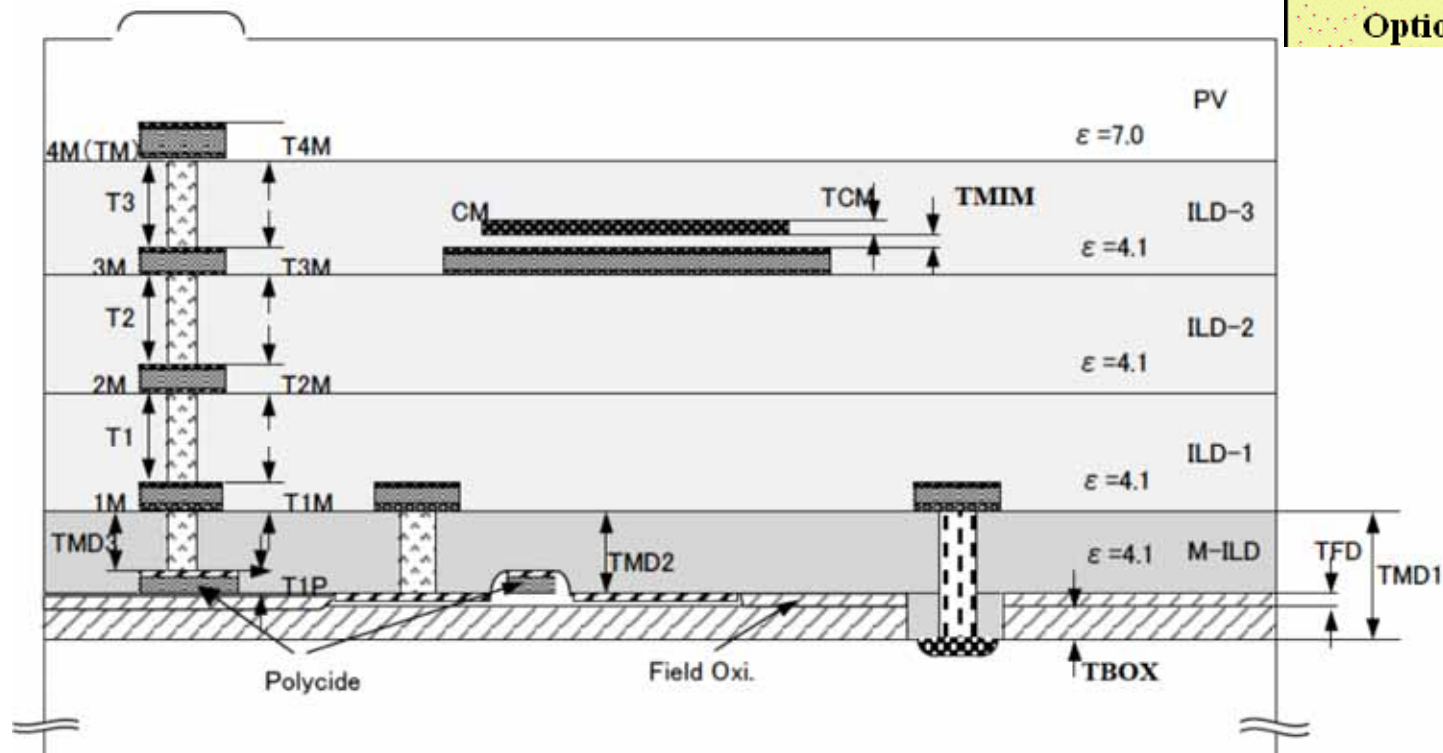 Optio
PV
ε=7.0
4M(TM)
T4M
T3
CM
TCM
TMIM
ILD-3
ε=4.1
3M
T3M
T2
ILD-2
ε=4.1
2M
T2M
T1
ILD-1
ε=4.1
1M
T1M
TMD3
TMD2
ε=4.1
M-ILD
TFD
TMD1
T1P
Polycide
Field Oxi.
TBOX